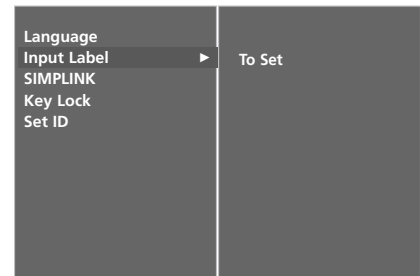 Language
Input Label ► To Set
SIMPLINK
Key Lock
Set ID